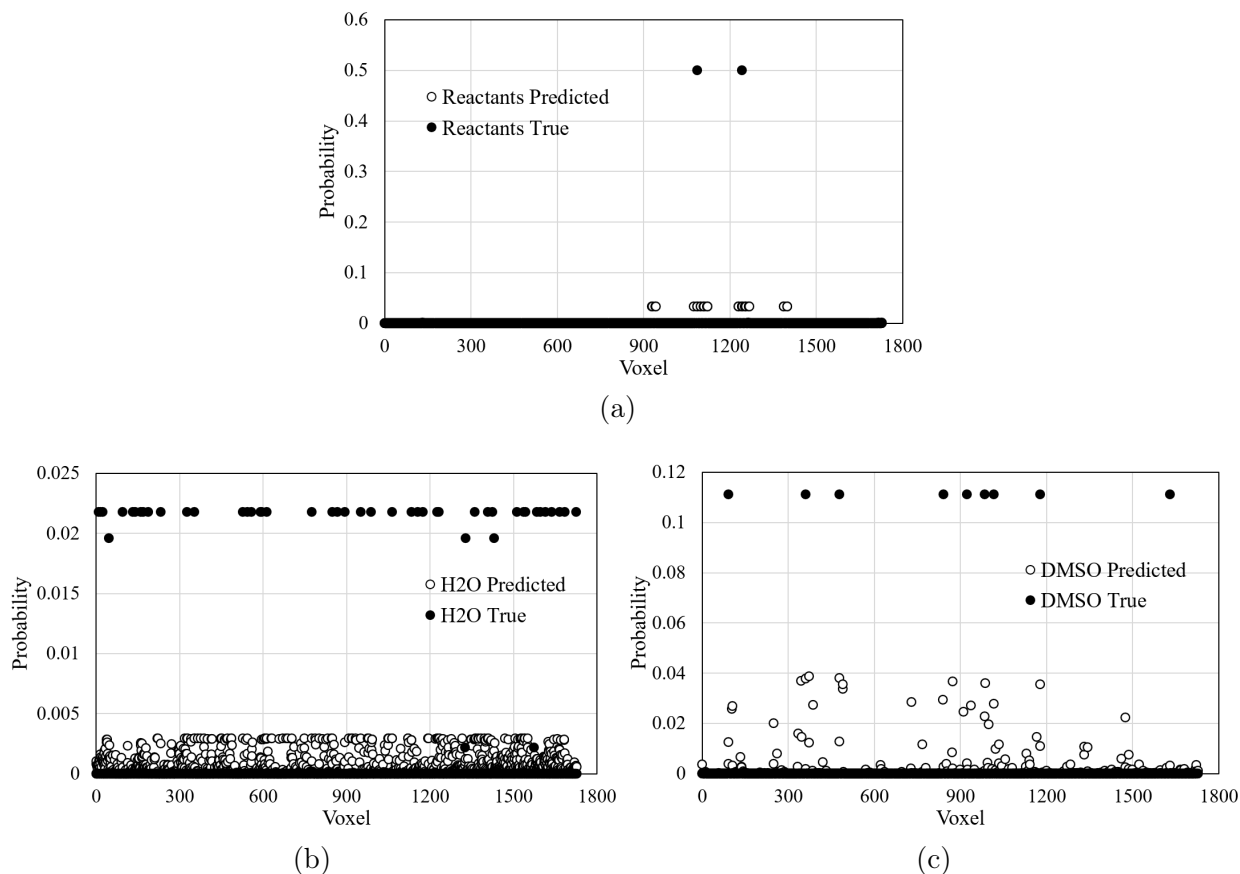 0.6
0.5
0.4
0.3
0.2
0.1
0
Probability
Reactants Predicted
Reactants True
0 300 600 900 1200 1500 1800
Voxel
(a)
0.025
0.02
0.015
0.01
0.005
0
Probability
H2O Predicted
H2O True
0 300 600 900 1200 1500 1800
Voxel
(b)
0.12
0.1
0.08
0.06
0.04
0.02
0
Probability
DMSO Predicted
DMSO True
0 300 600 900 1200 1500 1800
Voxel
(c)